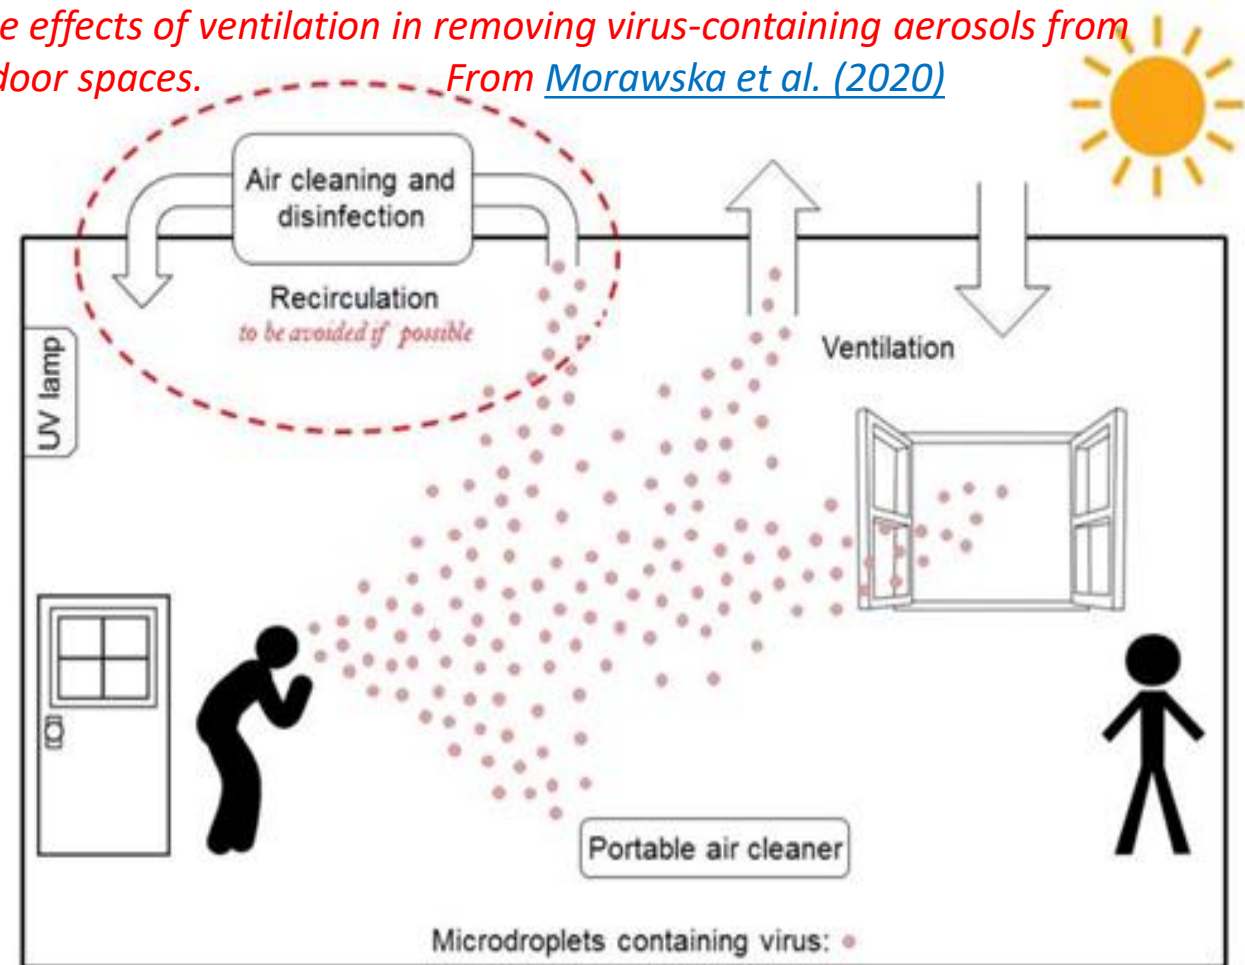 e effects of ventilation in removing virus-containing aerosols from
door spaces. From Morawska et al. (2020)
Air cleaning and
disinfection
Recirculation
to be avoided if possible
UV lamp
Ventilation
Portable air cleaner
Microdroplets containing virus: